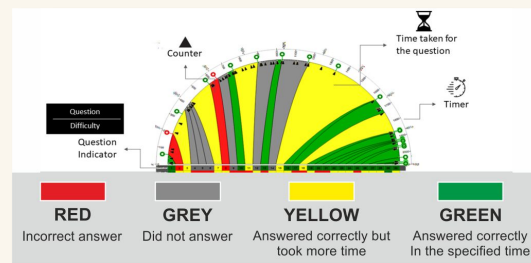 Counter
Time taken for
the question
Timer
Question
Difficulty
Question
Indicator
RED
GREY
YELLOW
GREEN
Incorrect answer
Did not answer
Answered correctly but
took more time
Answered correctly
In the specified time